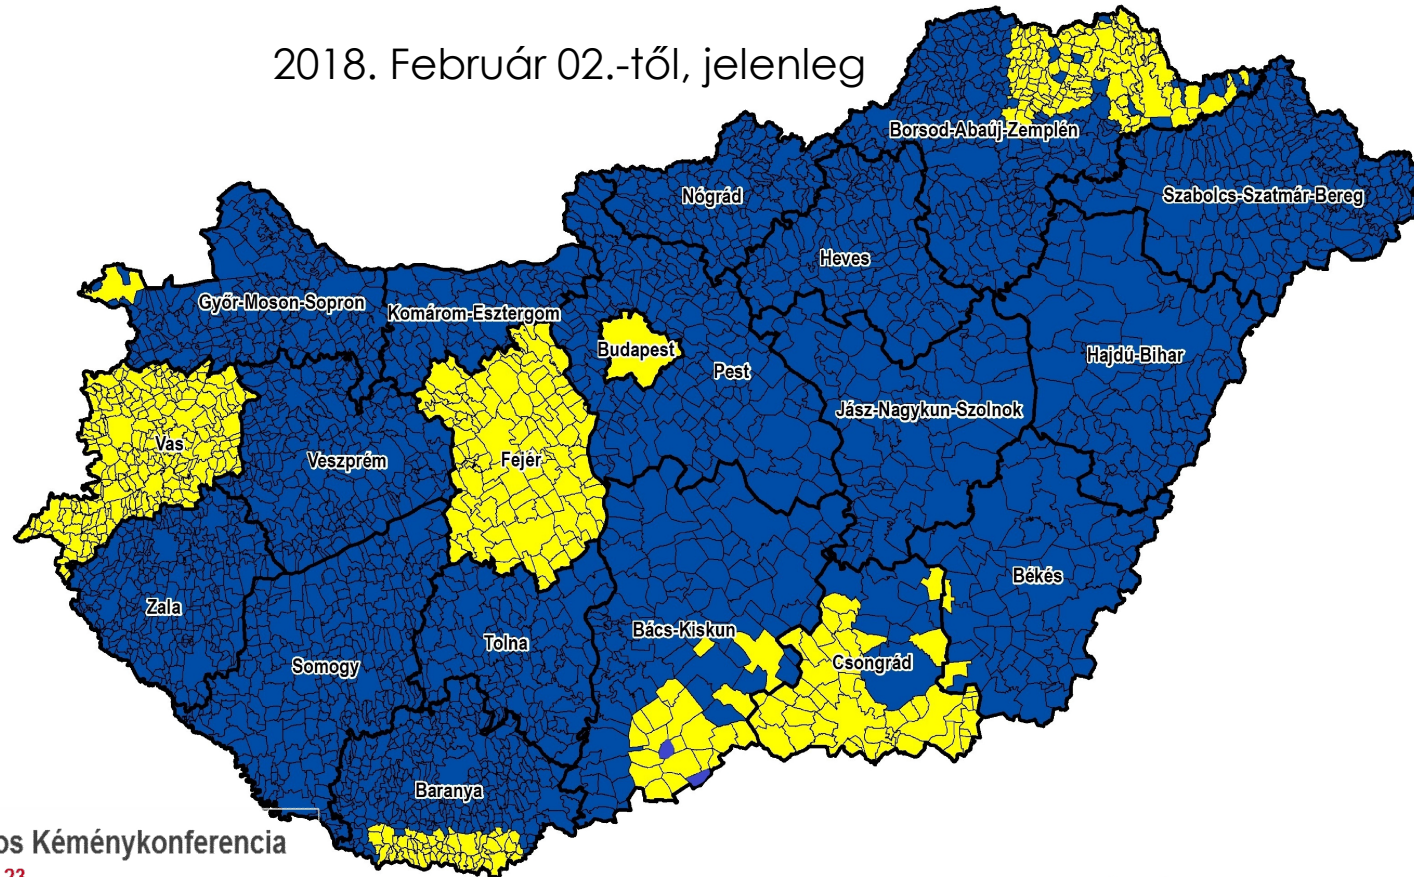 2018. Február 02.-től, jelenleg
Borsod-Abaúj-Zemplén
Nógrád
Szabolcs-Szatmár-Bereg
Heves
Győr-Moson-Sopron
Komárom-Esztergom
Budapest
Pest
Hajdú-Bihar
Jász-Nagykun-Szolnok
Vas
Veszprém
Fejér
Békés
Zala
Bács-Kiskun
Tolna
Somogy
Csongrád
Baranya
os Kéménykonferencia
23